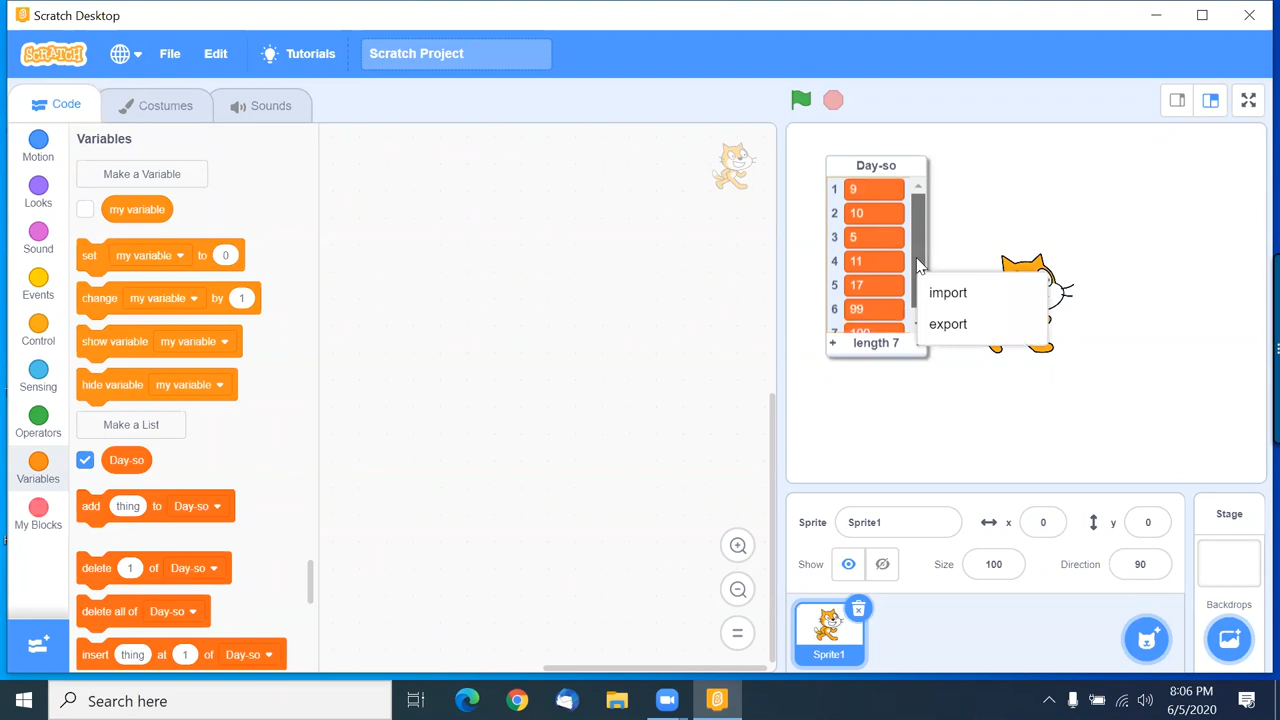 Scratch Desktop
SCRATCH
File
Edit
Tutorials
Scratch Project
Code
Costumes
Sounds
Motion
Looks
Sound
Events
Control
Sensing
Operators
Variables
My Blocks
Variables
Make a Variable
my variable
set my variable to 0
change my variable by 1
show variable my variable
hide variable my variable
Make a List
Day-so
add thing to Day-so
delete 1 of Day-so
delete all of Day-so
insert thing at 1 of Day-so
Day-so
1 9
2 10
3 5
4 11
5 17
6 99
7 100
+ length 7
import
export
Sprite Sprite1 x 0 y 0
Show Size 100 Direction 90
Sprite1
Stage
Backdrops
Search here
8:06 PM
6/5/2020